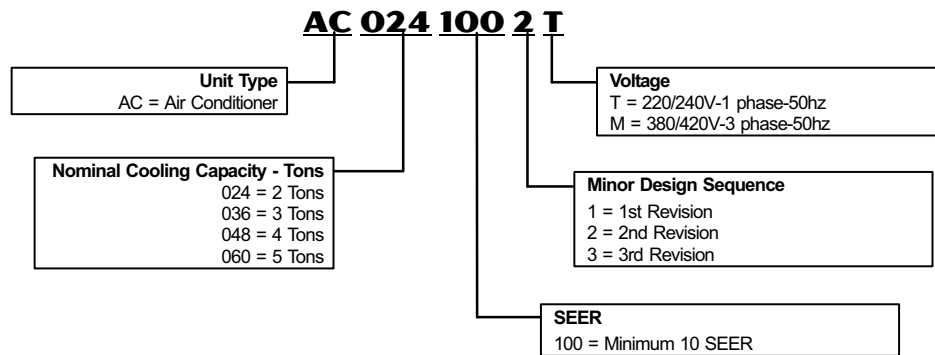 AC 024 100 2 T
Unit Type
AC = Air Conditioner
Voltage
T = 220/240V-1 phase-50hz
M = 380/420V-3 phase-50hz
Nominal Cooling Capacity - Tons
024 = 2 Tons
036 = 3 Tons
048 = 4 Tons
060 = 5 Tons
Minor Design Sequence
1 = 1st Revision
2 = 2nd Revision
3 = 3rd Revision
SEER
100 = Minimum 10 SEER